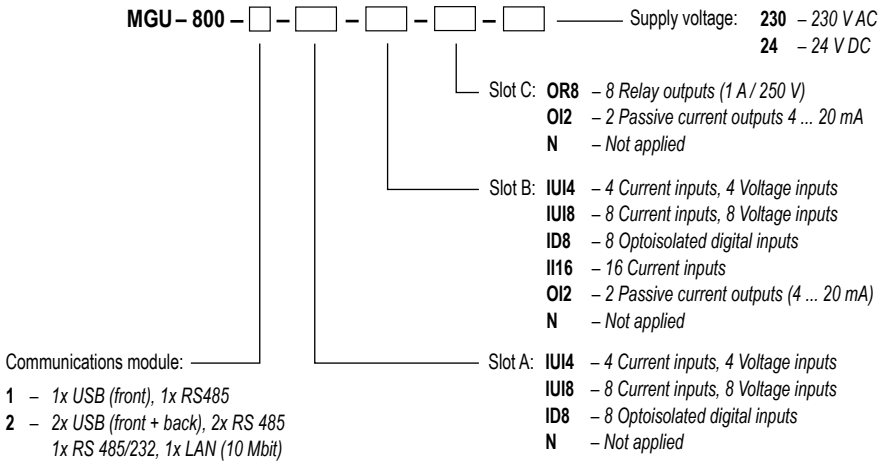 MGU – 800 – – – – – Supply voltage: 230 – 230 V AC
24 – 24 V DC
Slot C: OR8 – 8 Relay outputs (1 A / 250 V)
OI2 – 2 Passive current outputs 4 ... 20 mA
N – Not applied
Slot B: IUI4 – 4 Current inputs, 4 Voltage inputs
IUI8 – 8 Current inputs, 8 Voltage inputs
ID8 – 8 Optoisolated digital inputs
II16 – 16 Current inputs
OI2 – 2 Passive current outputs (4 ... 20 mA)
N – Not applied
Communications module:
1 – 1x USB (front), 1x RS485
2 – 2x USB (front + back), 2x RS 485
1x RS 485/232, 1x LAN (10 Mbit)
Slot A: IUI4 – 4 Current inputs, 4 Voltage inputs
IUI8 – 8 Current inputs, 8 Voltage inputs
ID8 – 8 Optoisolated digital inputs
N – Not applied